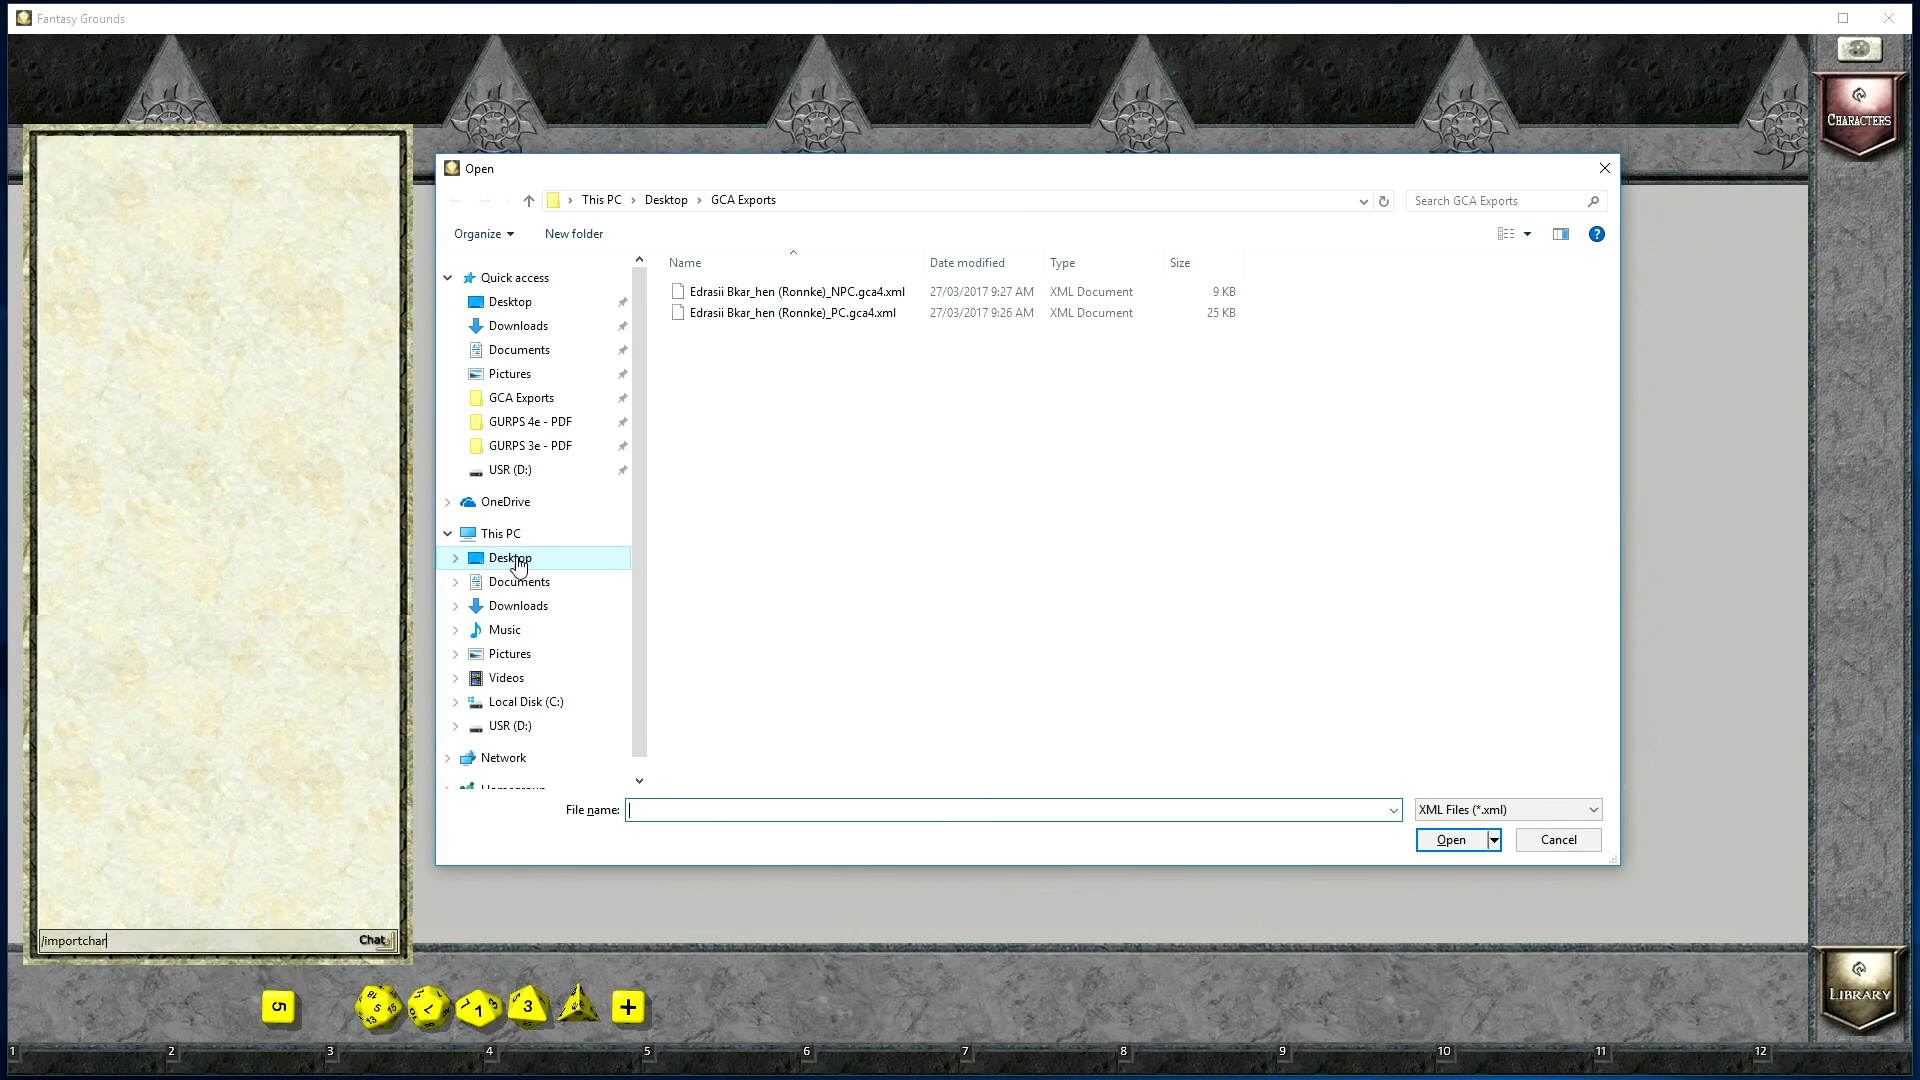 Fantasy Grounds
CHARACTERS
Open
This PC > Desktop > GCA Exports
Search GCA Exports
Organize
New folder
Name
Date modified
Type
Size
Edrasii Bkar_hen (Ronnke)_NPC.gca4.xml 27/03/2017 9:27 AM XML Document 9 KB
Edrasii Bkar_hen (Ronnke)_PC.gca4.xml 27/03/2017 9:26 AM XML Document 25 KB
Quick access
Desktop
Downloads
Documents
Pictures
GCA Exports
GURPS 4e - PDF
GURPS 3e - PDF
USR (D:)
OneDrive
This PC
Desktop
Documents
Downloads
Music
Pictures
Videos
Local Disk (C:)
USR (D:)
Network
File name:
XML Files (*.xml)
Open
Cancel
/importchar
Chat
LIBRARY
5
5
7
1
3
+
1 2 3 4 5 6 7 8 9 10 11 12